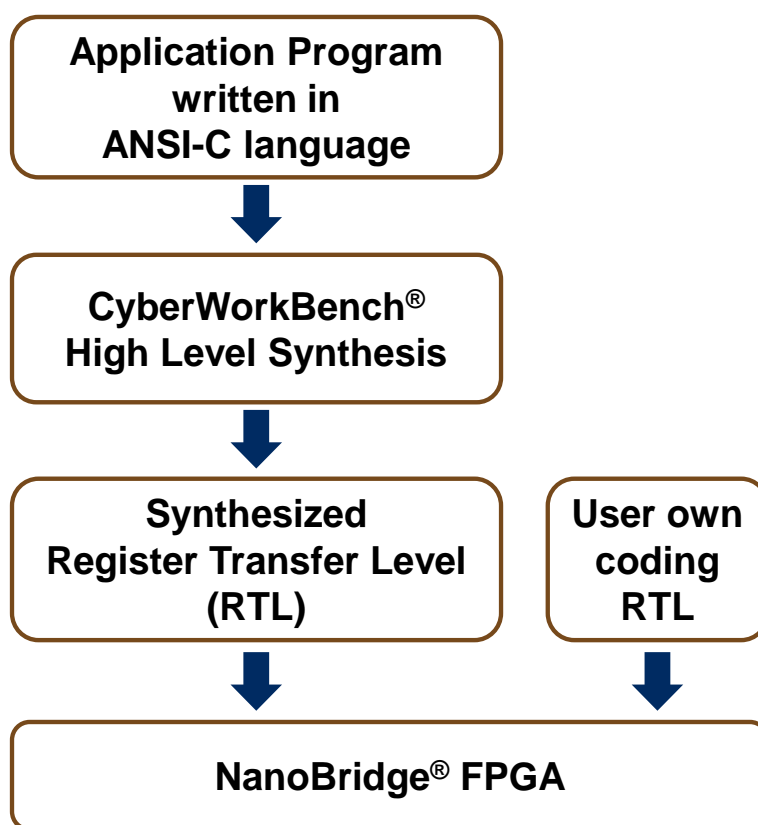 Application Program
written in
ANSI-C language
CyberWorkBench®
High Level Synthesis
Synthesized
Register Transfer Level
(RTL)
User own
coding
RTL
NanoBridge® FPGA